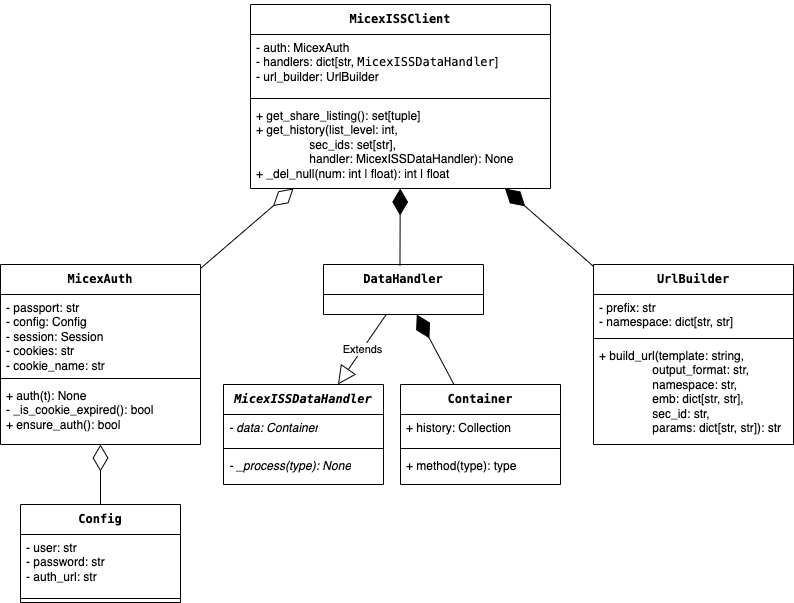 MicexISSClient
- auth: MicexAuth
- handlers: dict[str, MicexISSDataHandler]
- url_builder: UrlBuilder
+ get_share_listing(): set[tuple]
+ get_history(list_level: int,
sec_ids: set[str],
handler: MicexISSDataHandler): None
+ _del_null(num: int | float): int | float
MicexAuth
- passport: str
- config: Config
- session: Session
- cookies: str
- cookie_name: str
+ auth(t): None
- _is_cookie_expired(): bool
+ ensure_auth(): bool
DataHandler
UrlBuilder
- prefix: str
- namespace: dict[str, str]
+ build_url(template: string,
output_format: str,
namespace: str,
emb: dict[str, str],
sec_id: str,
params: dict[str, str]): str
Extends
MicexISSDataHandler
- data: Container
- _process(type): None
Container
+ history: Collection
+ method(type): type
Config
- user: str
- password: str
- auth_url: str